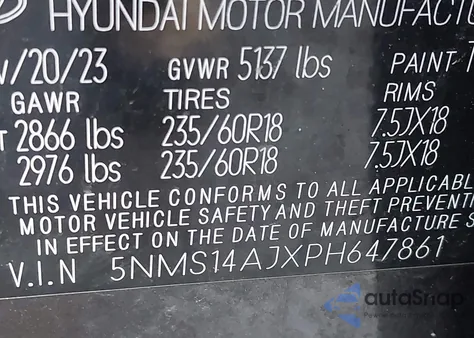 HYUNDAI MOTOR MANUFACTU
/20/23 GVWR 5137 lbs PAINT
GAWR TIRES RIMS
2866 lbs 235/60R18 7.5JX18
2976 lbs 235/60R18 7.5JX18
THIS VEHICLE CONFORMS TO ALL APPLICABL
MOTOR VEHICLE SAFETY AND THEFT PREVENTI
IN EFFECT ON THE DATE OF MANUFACTURE S
V.I.N 5NMS14AJXPH647861
autoSnap